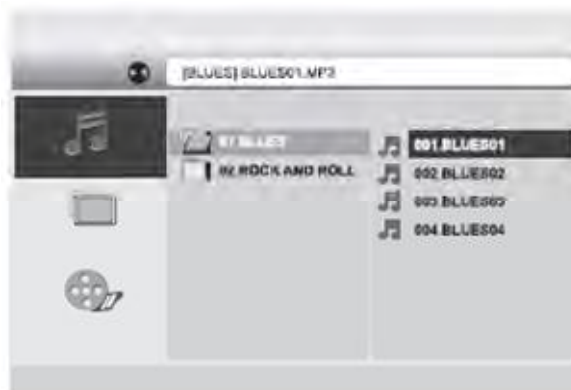 [BLUES] BLUES01.MP3
01 BLUES
02 ROCK AND ROLL
001 BLUES01
002 BLUES02
003 BLUES03
004 BLUES04